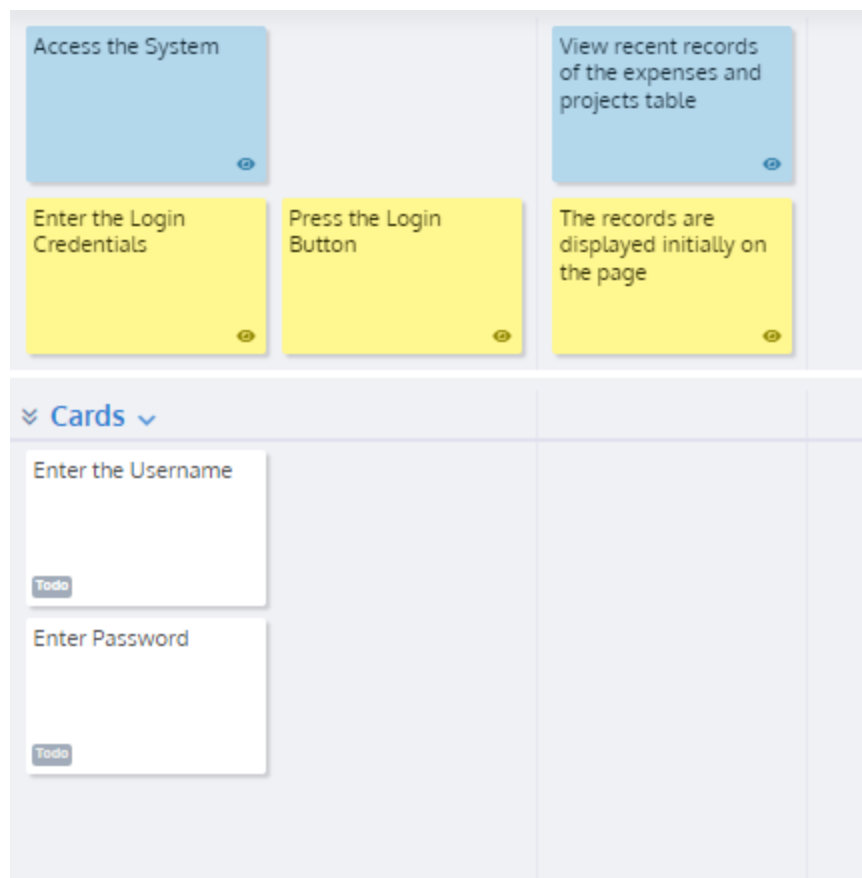 Access the System
View recent records
of the expenses and
projects table
Enter the Login
Credentials
Press the Login
Button
The records are
displayed initially on
the page
Cards
Enter the Username
Todo
Enter Password
Todo